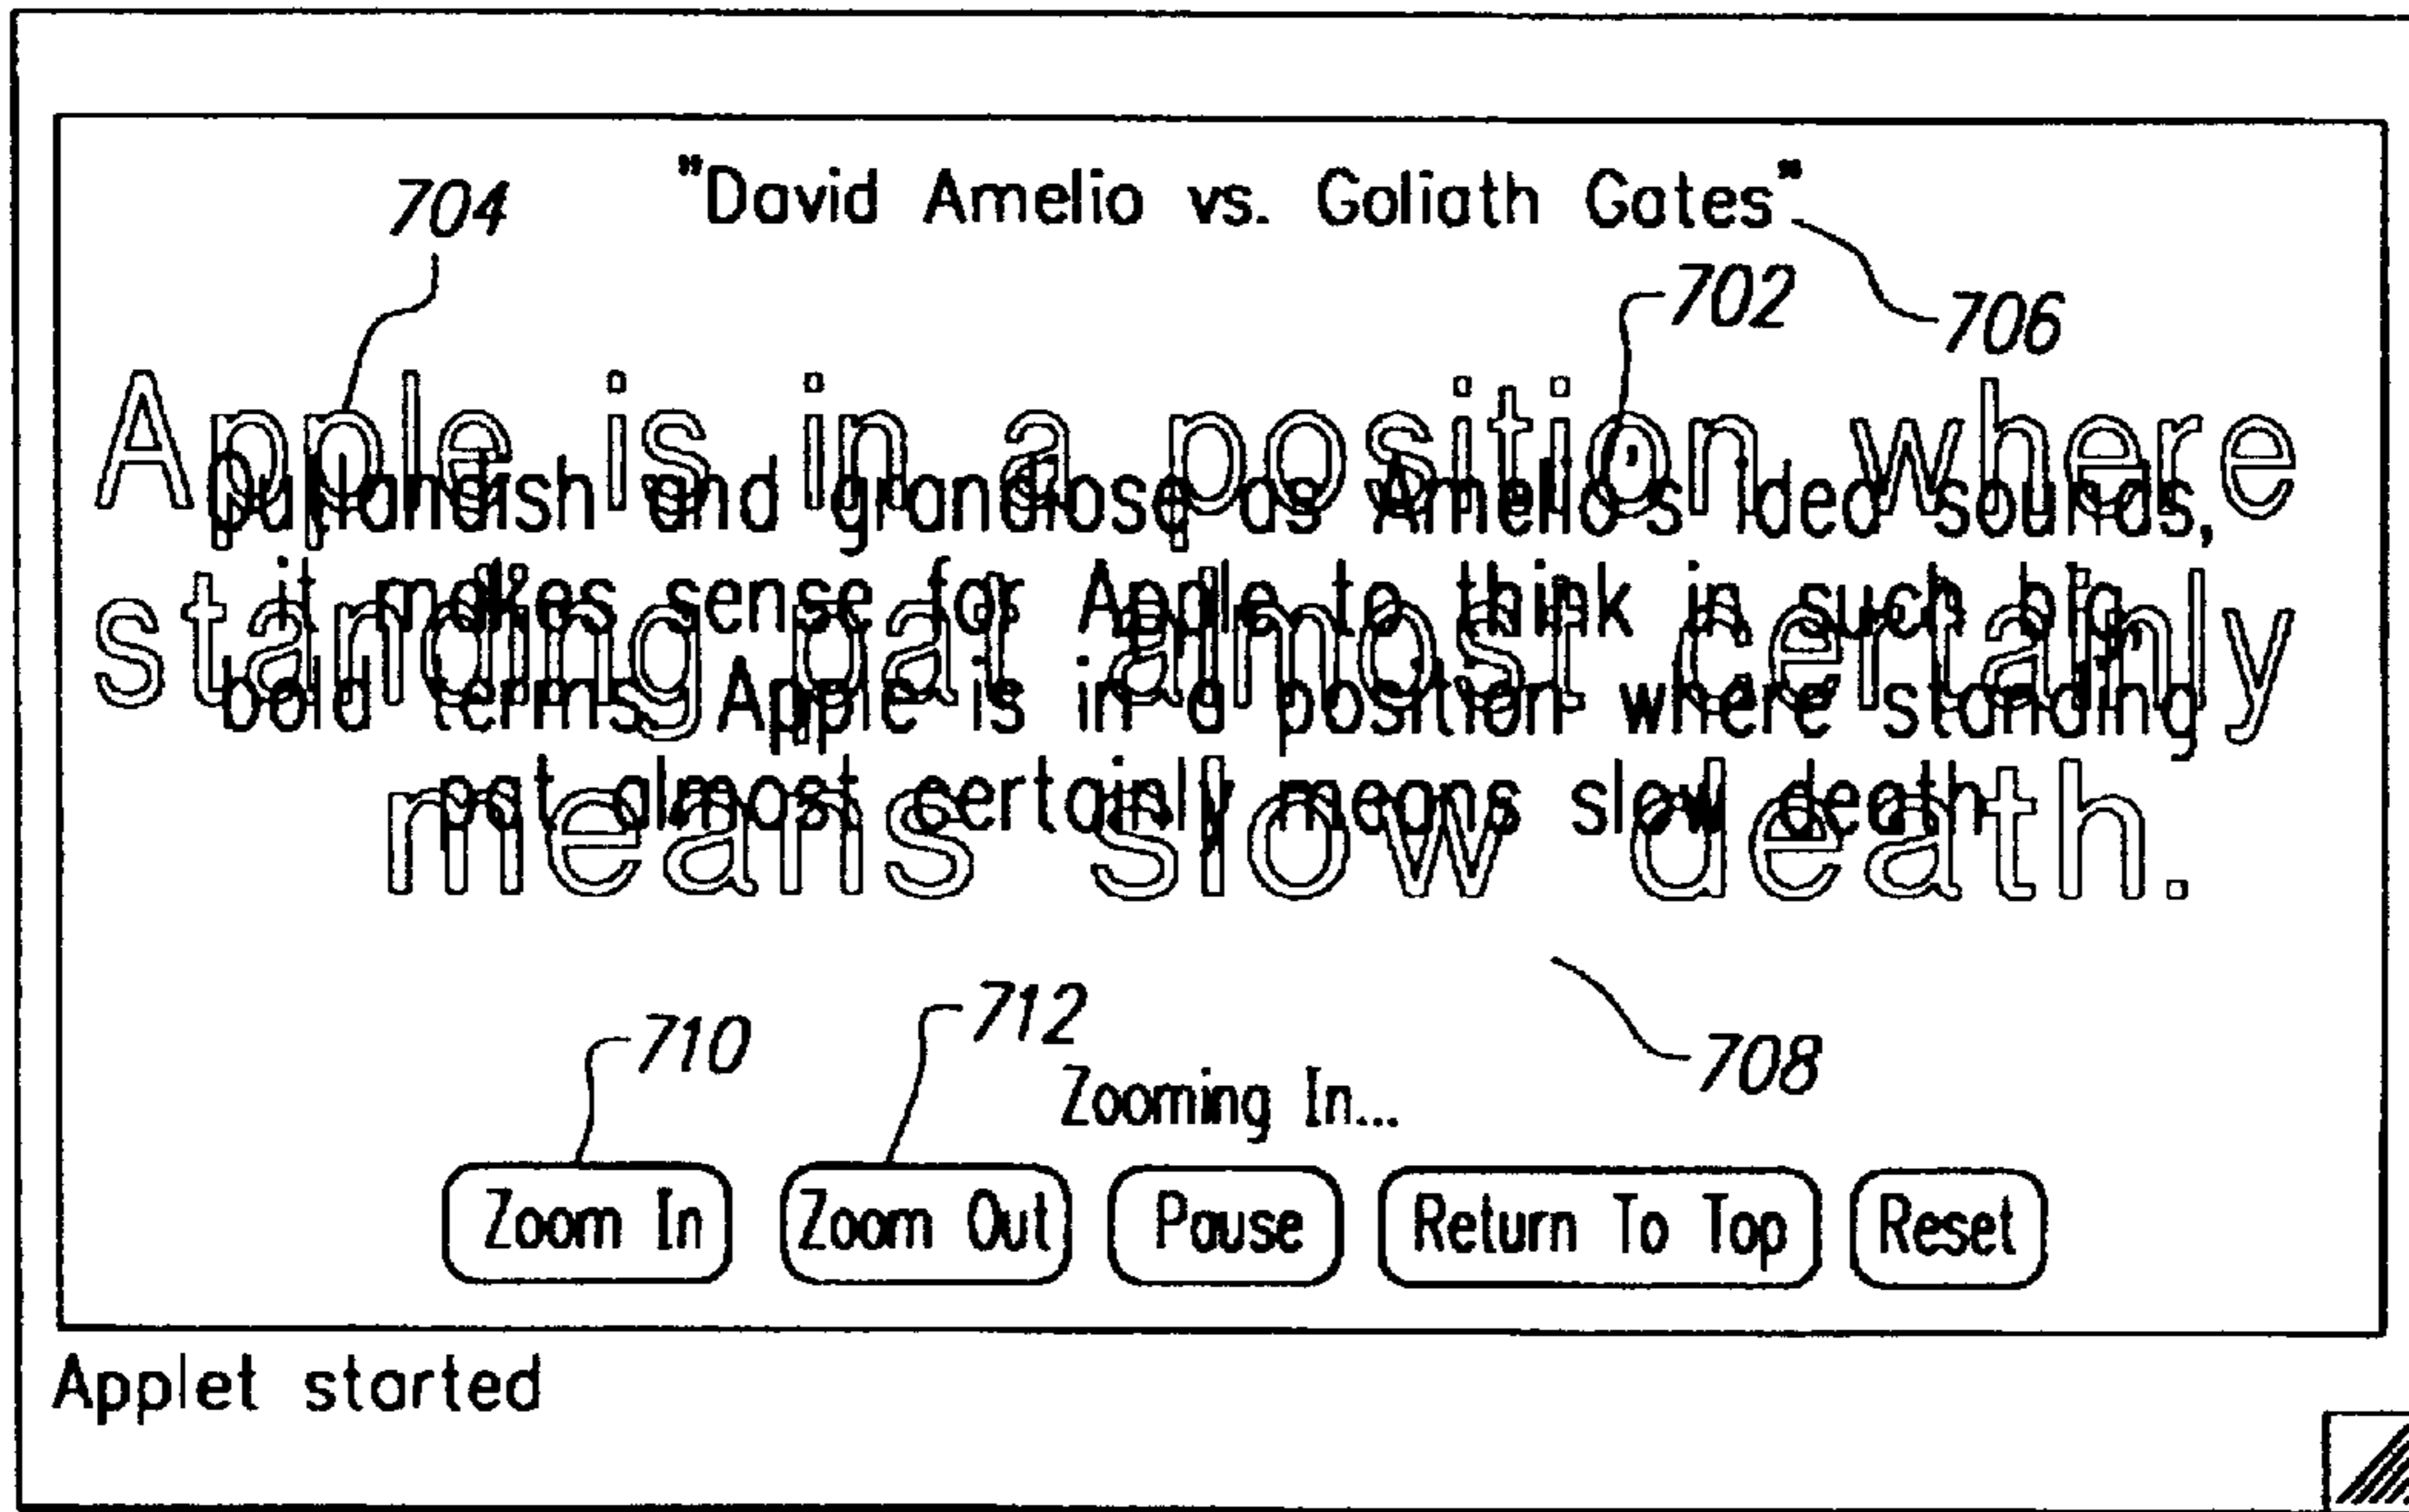 "David Amelio vs. Goliath Gates"
704
702
706
Apple is in a position where
outlandish and grandiose as Amelio's idea sounds,
it makes sense for Apple to think in such big,
standing pat almost certainly
bold terms. Apple is in a position where standing
pat almost certainly means slow death.
means slow death.
710
712
708
Zooming In...
Zoom In
Zoom Out
Pause
Return To Top
Reset
Applet started